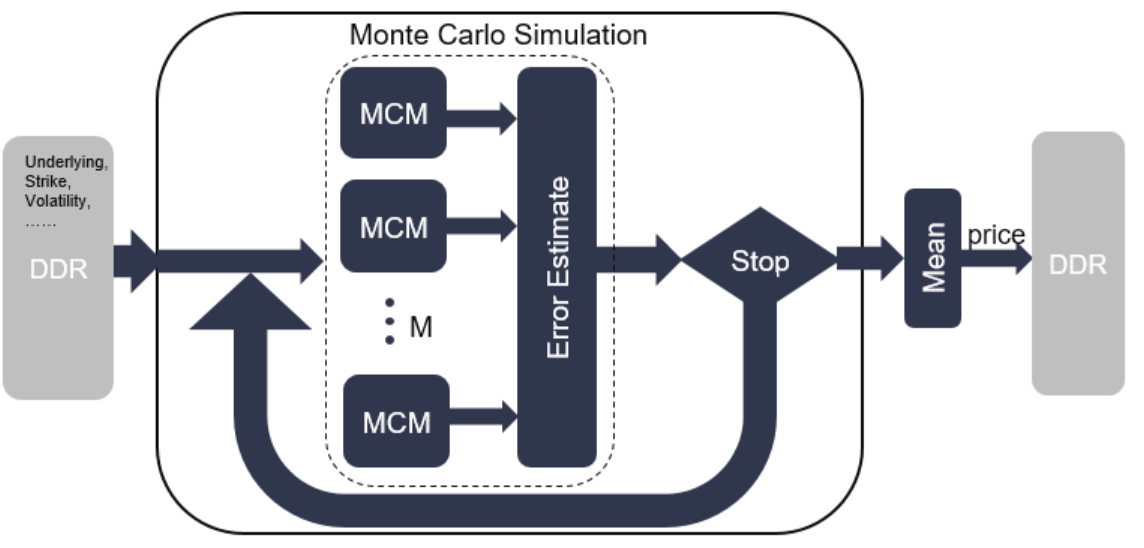 Monte Carlo Simulation
Underlying,
Strike,
Volatility,
……
DDR
MCM
MCM
M
MCM
Error Estimate
Stop
Mean
price
DDR